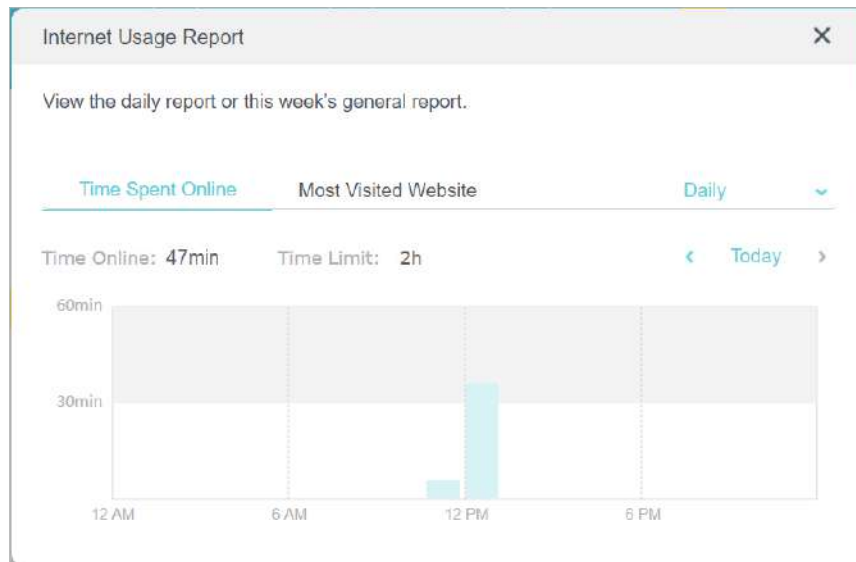 Internet Usage Report
View the daily report or this week's general report.
Time Spent Online Most Visited Website Daily
Time Online: 47min Time Limit: 2h Today
60min
30min
12 AM 6 AM 12 PM 6 PM